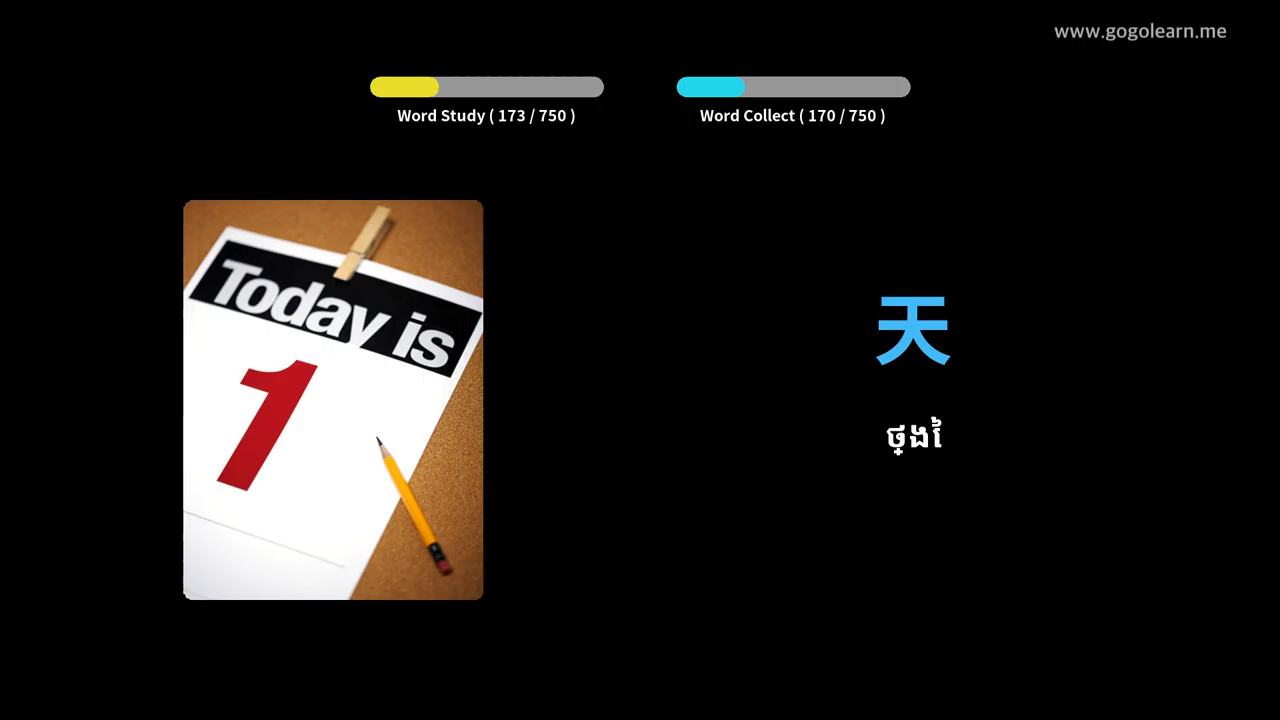 www.gogolearn.me
Word Study ( 173 / 750 )
Word Collect ( 170 / 750 )
Today is
1
天
ថ្ងៃ